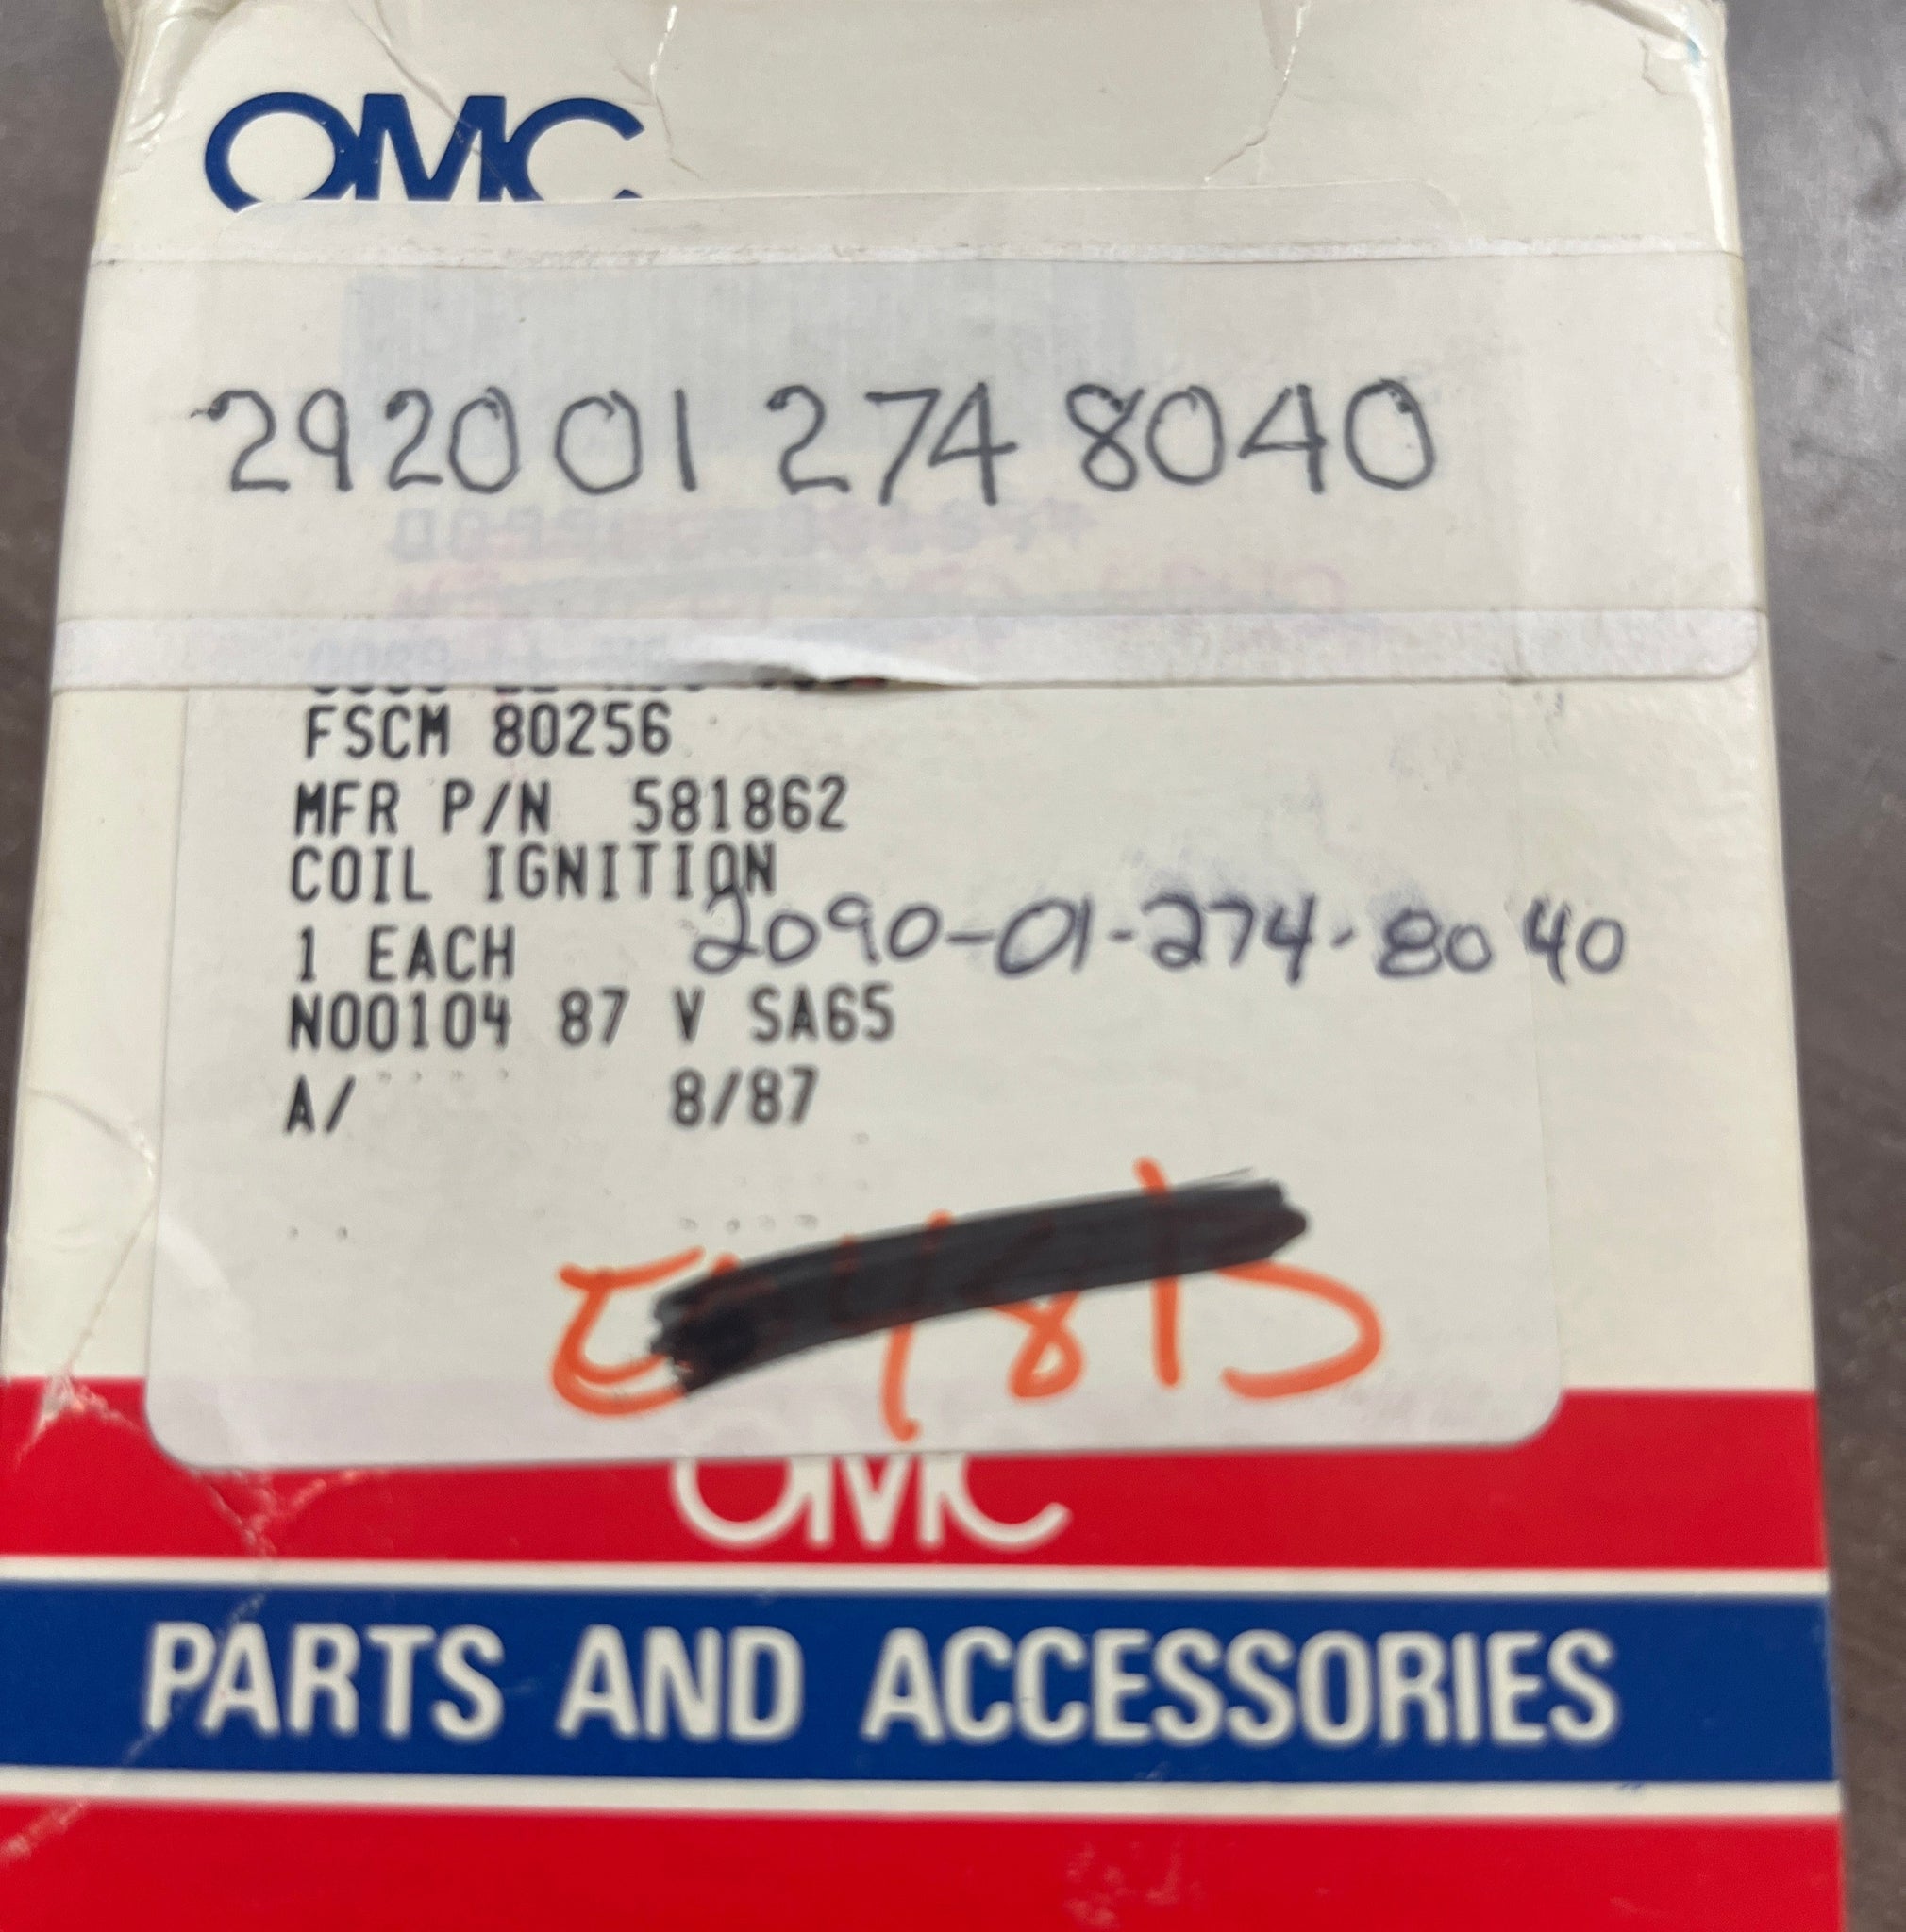 OMC
2920 01 274 8040
FSCM 80256
MFR P/N 581862
COIL IGNITION
1 EACH
2090-01-274-8040
N00104 87 V SA65
A/ 8/87
OMC
PARTS AND ACCESSORIES